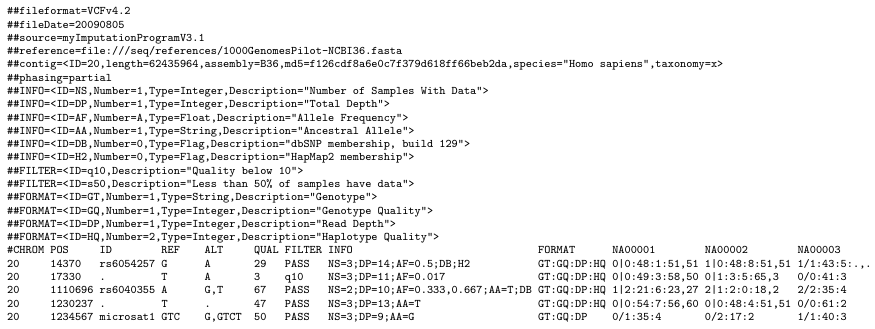 ##fileformat=VCFv4.2
##fileDate=20090805
##source=myImputationProgramV3.1
##reference=file:///seq/references/1000GenomesPilot-NCBI36.fasta
##contig=<ID=20,length=62435964,assembly=B36,md5=f126cdf8a6e0c7f379d618ff66beb2da,species="Homo sapiens",taxonomy=x>
##phasing=partial
##INFO=<ID=NS,Number=1,Type=Integer,Description="Number of Samples With Data">
##INFO=<ID=DP,Number=1,Type=Integer,Description="Total Depth">
##INFO=<ID=AF,Number=A,Type=Float,Description="Allele Frequency">
##INFO=<ID=AA,Number=1,Type=String,Description="Ancestral Allele">
##INFO=<ID=DB,Number=0,Type=Flag,Description="dbSNP membership, build 129">
##INFO=<ID=H2,Number=0,Type=Flag,Description="HapMap2 membership">
##FILTER=<ID=q10,Description="Quality below 10">
##FILTER=<ID=s50,Description="Less than 50% of samples have data">
##FORMAT=<ID=GT,Number=1,Type=String,Description="Genotype">
##FORMAT=<ID=GQ,Number=1,Type=Integer,Description="Genotype Quality">
##FORMAT=<ID=DP,Number=1,Type=Integer,Description="Read Depth">
##FORMAT=<ID=HQ,Number=2,Type=Integer,Description="Haplotype Quality">
#CHROM POS ID REF ALT QUAL FILTER INFO FORMAT NA00001 NA00002 NA00003
20 14370 rs6054257 G A 29 PASS NS=3;DP=14;AF=0.5;DB;H2 GT:GQ:DP:HQ 0|0:48:1:51,51 1|0:48:8:51,51 1/1:43:5:.,.
20 17330 . T A 3 q10 NS=3;DP=11;AF=0.017 GT:GQ:DP:HQ 0|0:49:3:58,50 0|1:3:5:65,3 0/0:41:3
20 1110696 rs6040355 A G,T 67 PASS NS=2;DP=10;AF=0.333,0.667;AA=T;DB GT:GQ:DP:HQ 1|2:21:6:23,27 2|1:2:0:18,2 2/2:35:4
20 1230237 . T . 47 PASS NS=3;DP=13;AA=T GT:GQ:DP:HQ 0|0:54:7:56,60 0|0:48:4:51,51 0/0:61:2
20 1234567 microsat1 GTC G,GTCT 50 PASS NS=3;DP=9;AA=G GT:GQ:DP 0/1:35:4 0/2:17:2 1/1:40:3